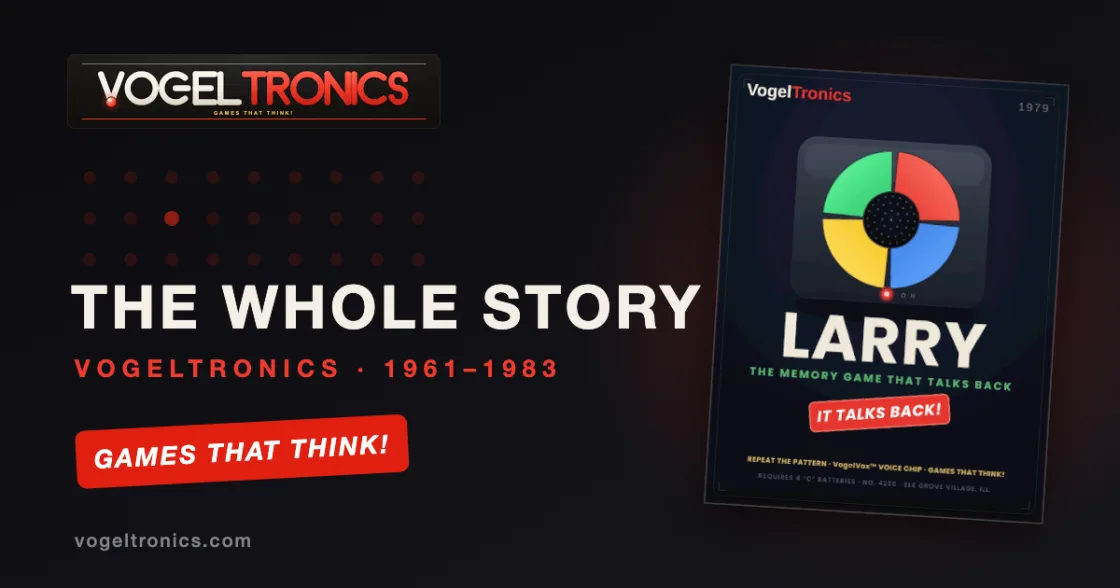 VOGELTRONICS
GAMES THAT THINK!
THE WHOLE STORY
VOGELTRONICS · 1961–1983
GAMES THAT THINK!
vogeltronics.com
VogelTronics
1979
ON
LARRY
THE MEMORY GAME THAT TALKS BACK
IT TALKS BACK!
REPEAT THE PATTERN · VogelVox™ VOICE CHIP · GAMES THAT THINK!
REQUIRES 4 "C" BATTERIES · NO. 4200 · ELK GROVE VILLAGE, ILL.